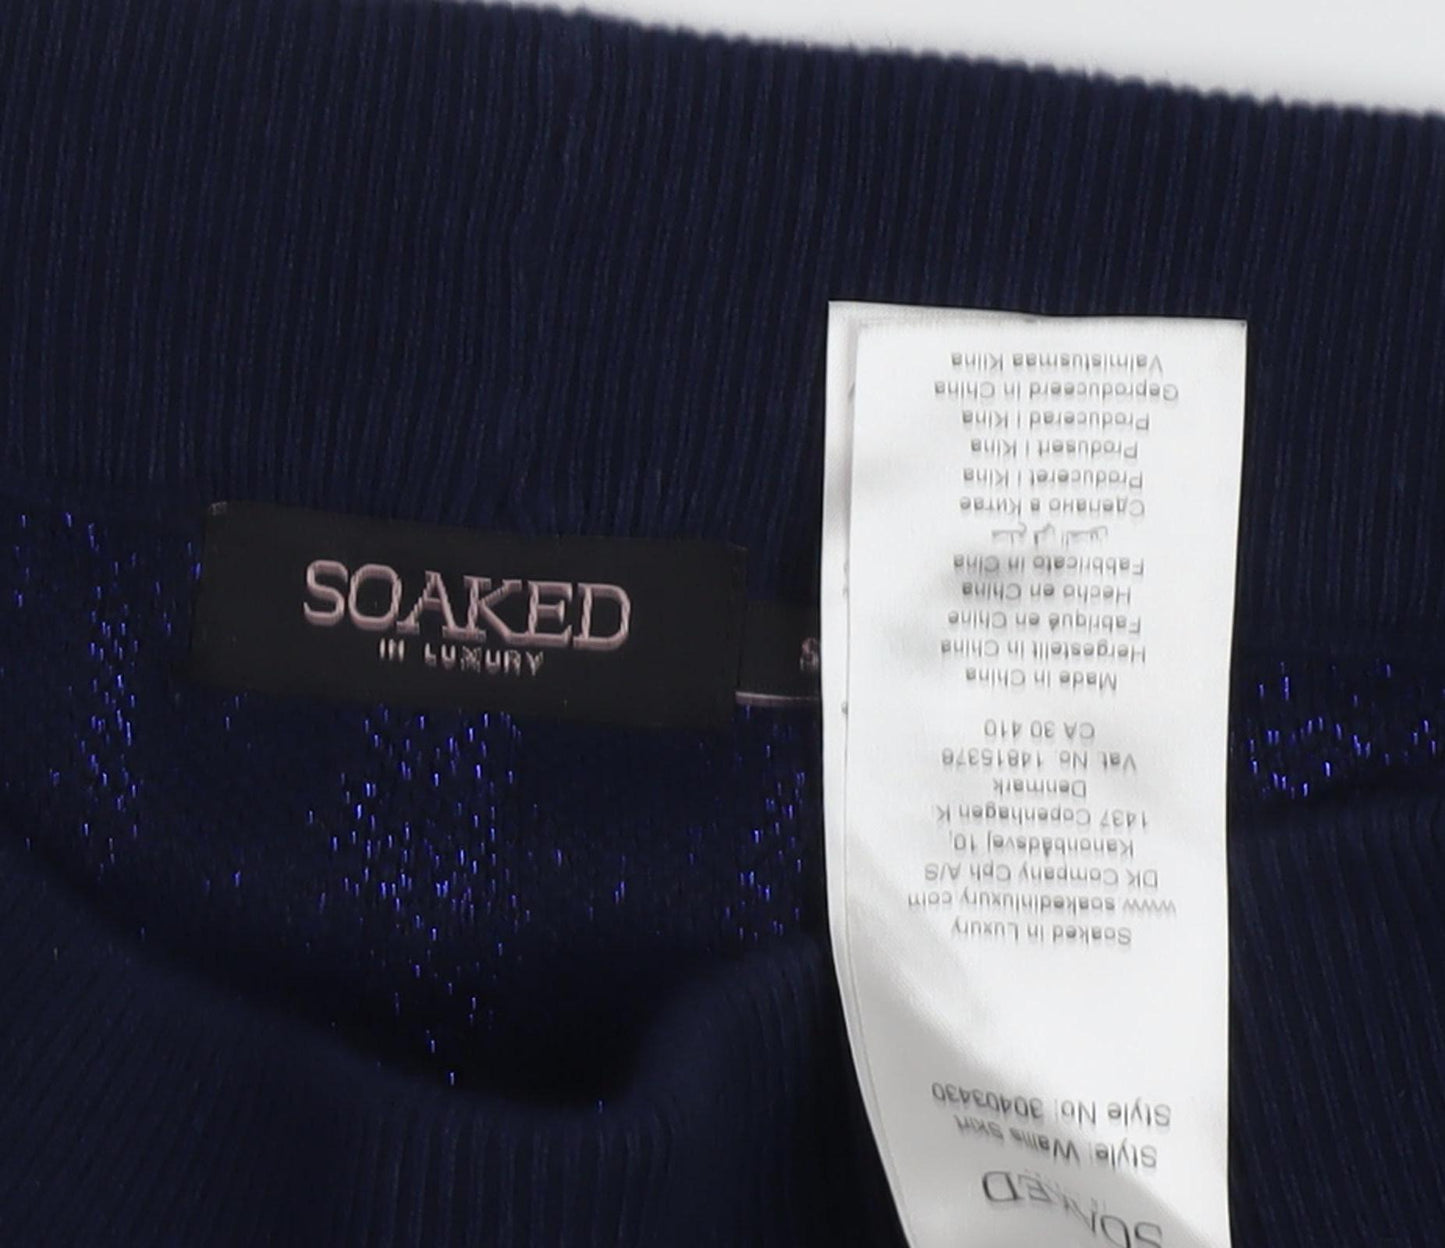 SOAKED
IN LUXURY
S
SOAKED
Style: Walls Skirt
Style No: 30403430
Soaked in Luxury
www.soakedinluxury.com
DK Company Cph A/S
Kanonbådsvej 10,
1437 Copenhagen K
Denmark
Vat. No. 14815378
CA 30 410
Made in China
Hergestellt in China
Fabriqué en Chine
Hecho en China
Fabbricato in Cina
Сделано в Китае
Produceret i Kina
Produsert i Kina
Producerad i Kina
Geproduceerd in China
Valmistusmaa Kiina